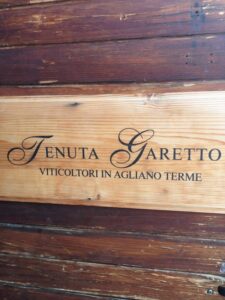 Tenuta Garetto
VITICOLTORI IN AGLIANO TERME